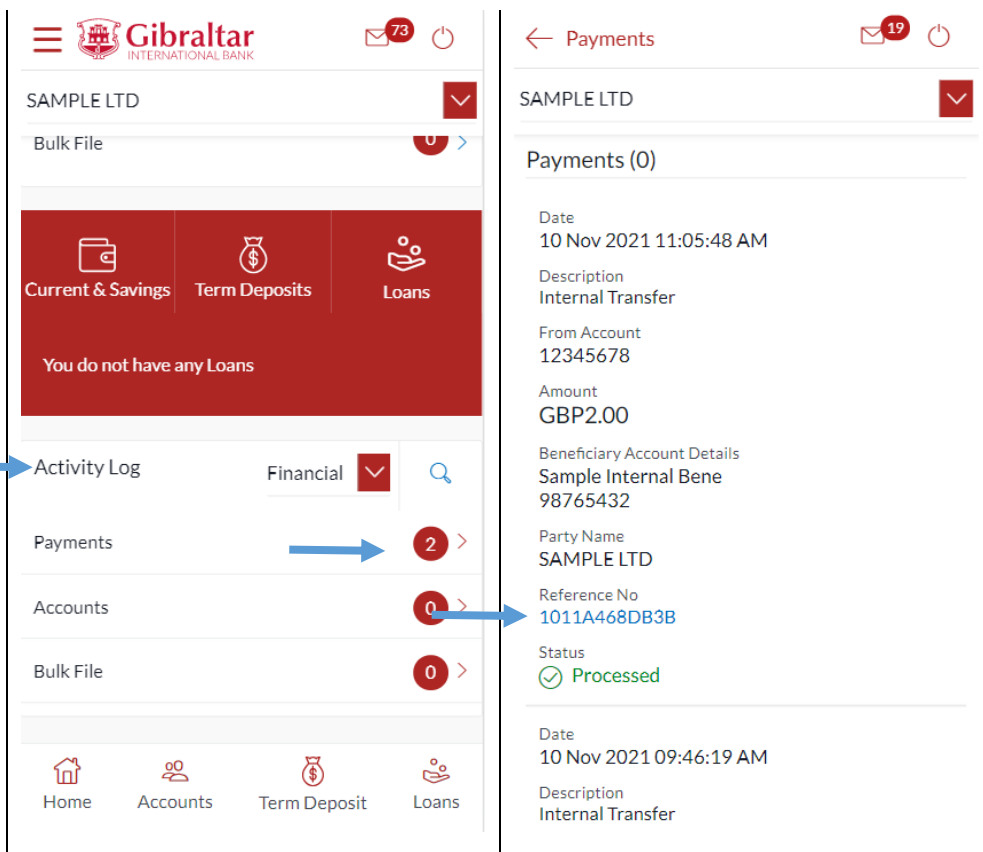 Gibraltar
INTERNATIONAL BANK
73
SAMPLE LTD
Bulk File
0
Current & Savings
Term Deposits
Loans
You do not have any Loans
Activity Log
Financial
Payments
2
Accounts
0
Bulk File
0
Home
Accounts
Term Deposit
Loans
Payments
19
SAMPLE LTD
Payments (0)
Date
10 Nov 2021 11:05:48 AM
Description
Internal Transfer
From Account
12345678
Amount
GBP2.00
Beneficiary Account Details
Sample Internal Bene
98765432
Party Name
SAMPLE LTD
Reference No
1011A468DB3B
Status
Processed
Date
10 Nov 2021 09:46:19 AM
Description
Internal Transfer